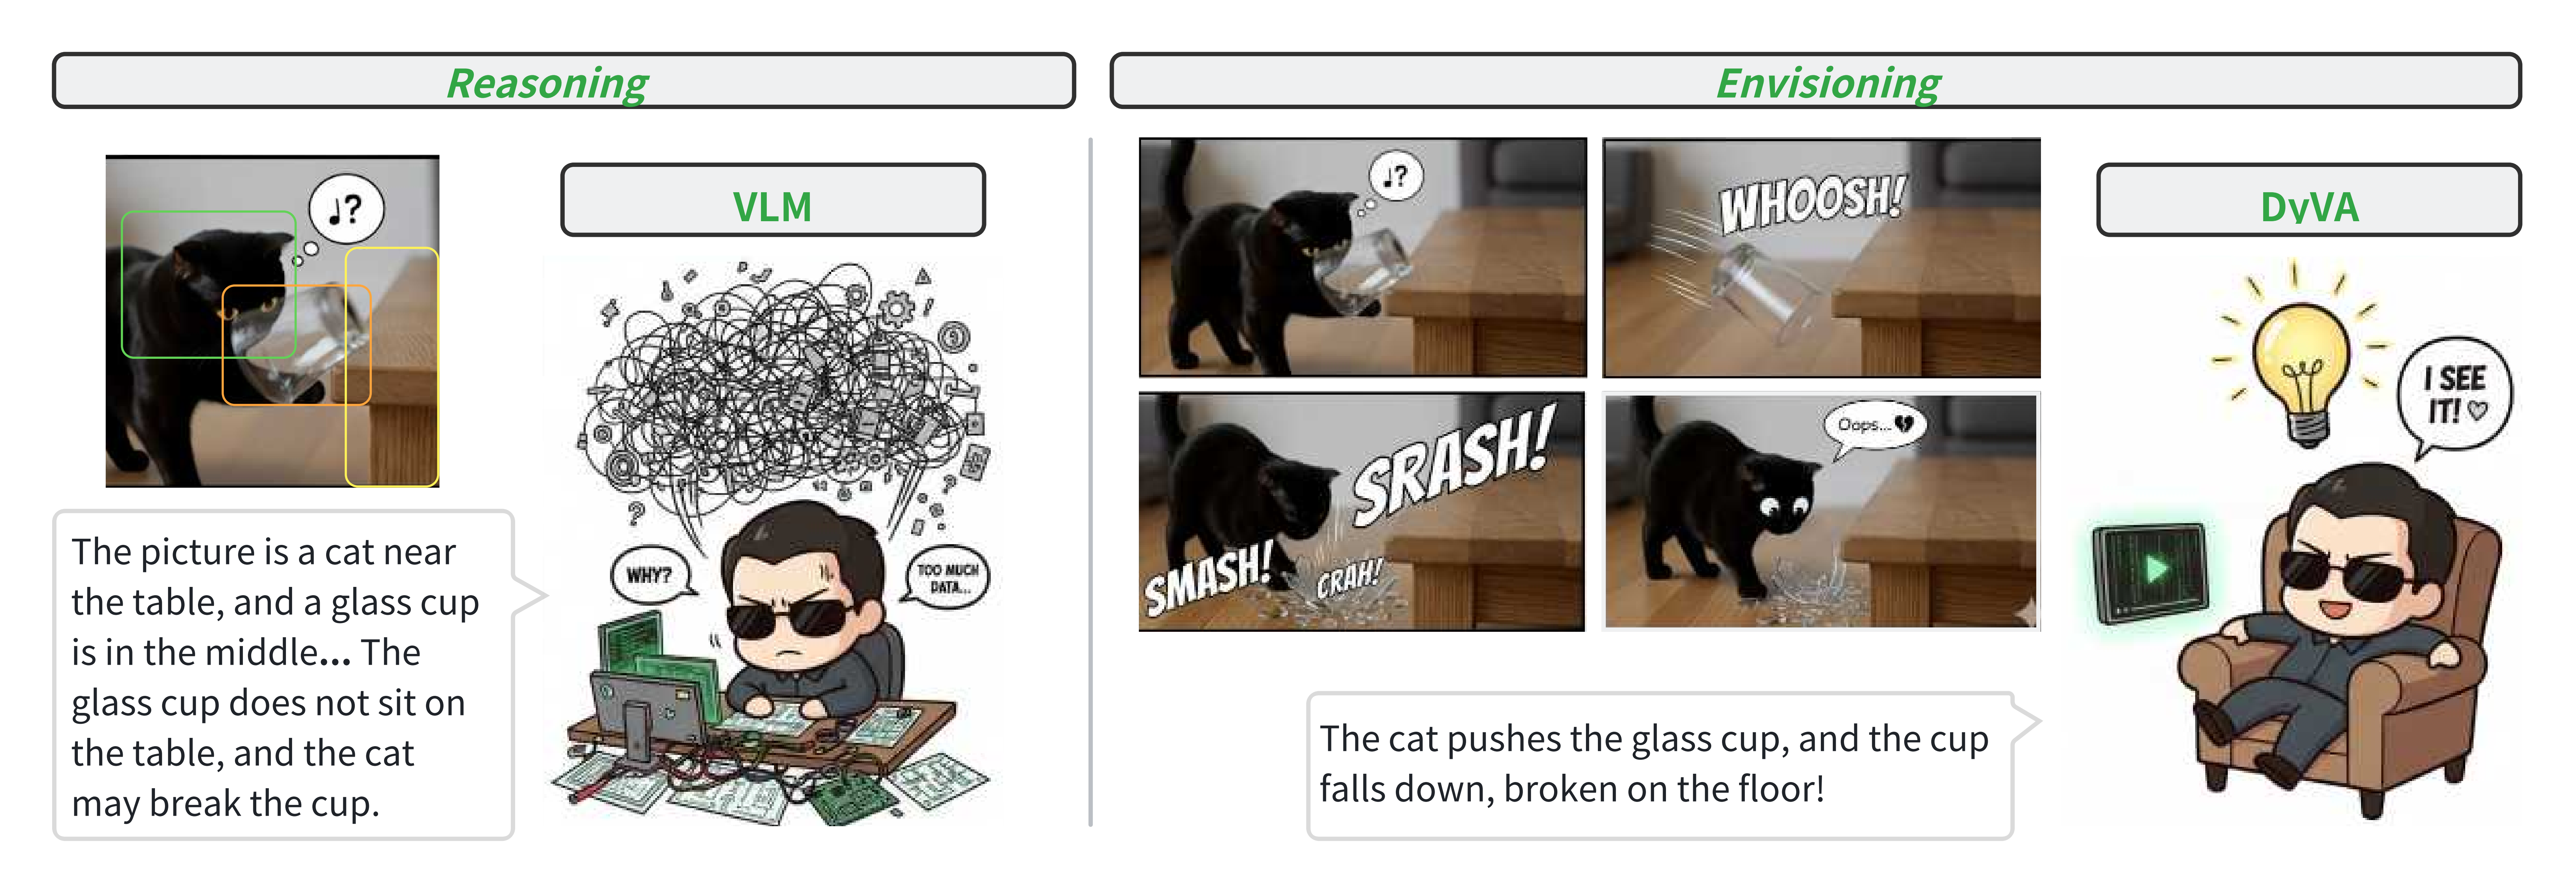 Reasoning
Envisioning
♩?
VLM
WHY?
TOO MUCH
DATA...
The picture is a cat near
the table, and a glass cup
is in the middle... The
glass cup does not sit on
the table, and the cat
may break the cup.
♩?
WHOOSH!
SMASH!
CRAH!
SRASH!
Oops...
The cat pushes the glass cup, and the cup
falls down, broken on the floor!
DyVA
I SEE
IT! ♡